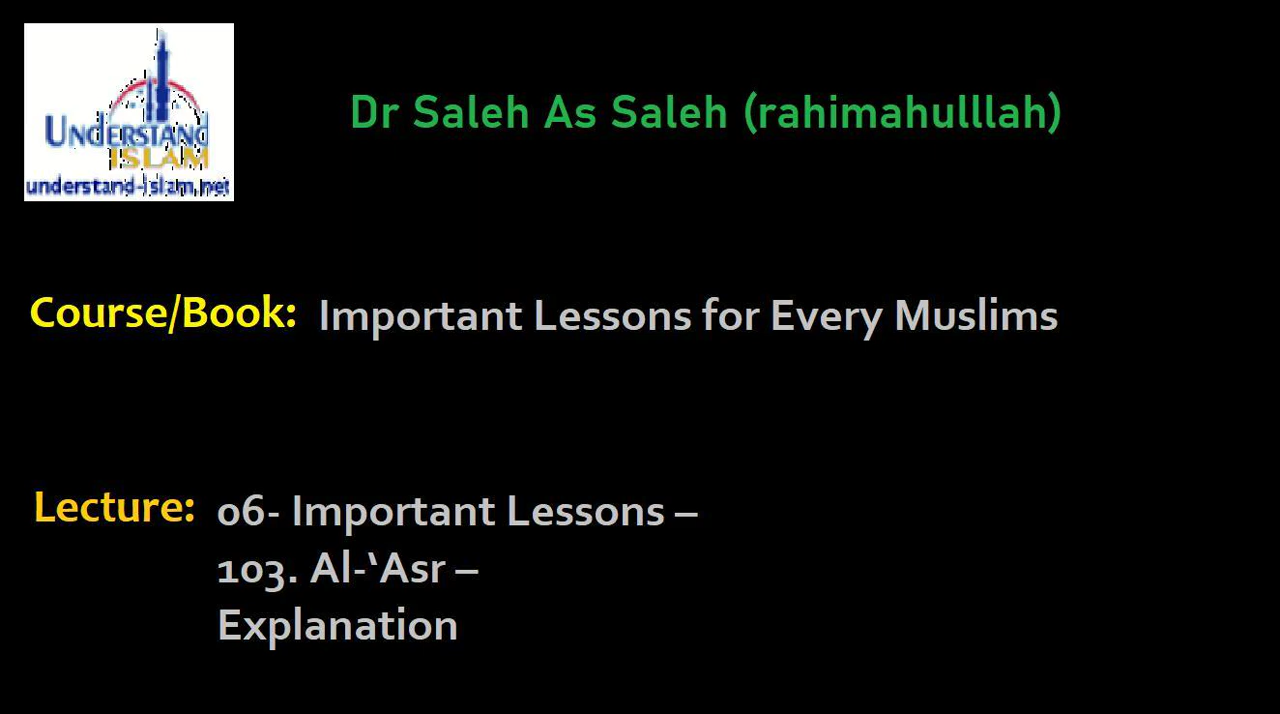 UNDERSTAND
ISLAM
understand-islam.net
Dr Saleh As Saleh (rahimahulllah)
Course/Book: Important Lessons for Every Muslims
Lecture: 06- Important Lessons –
103. Al-‘Asr –
Explanation